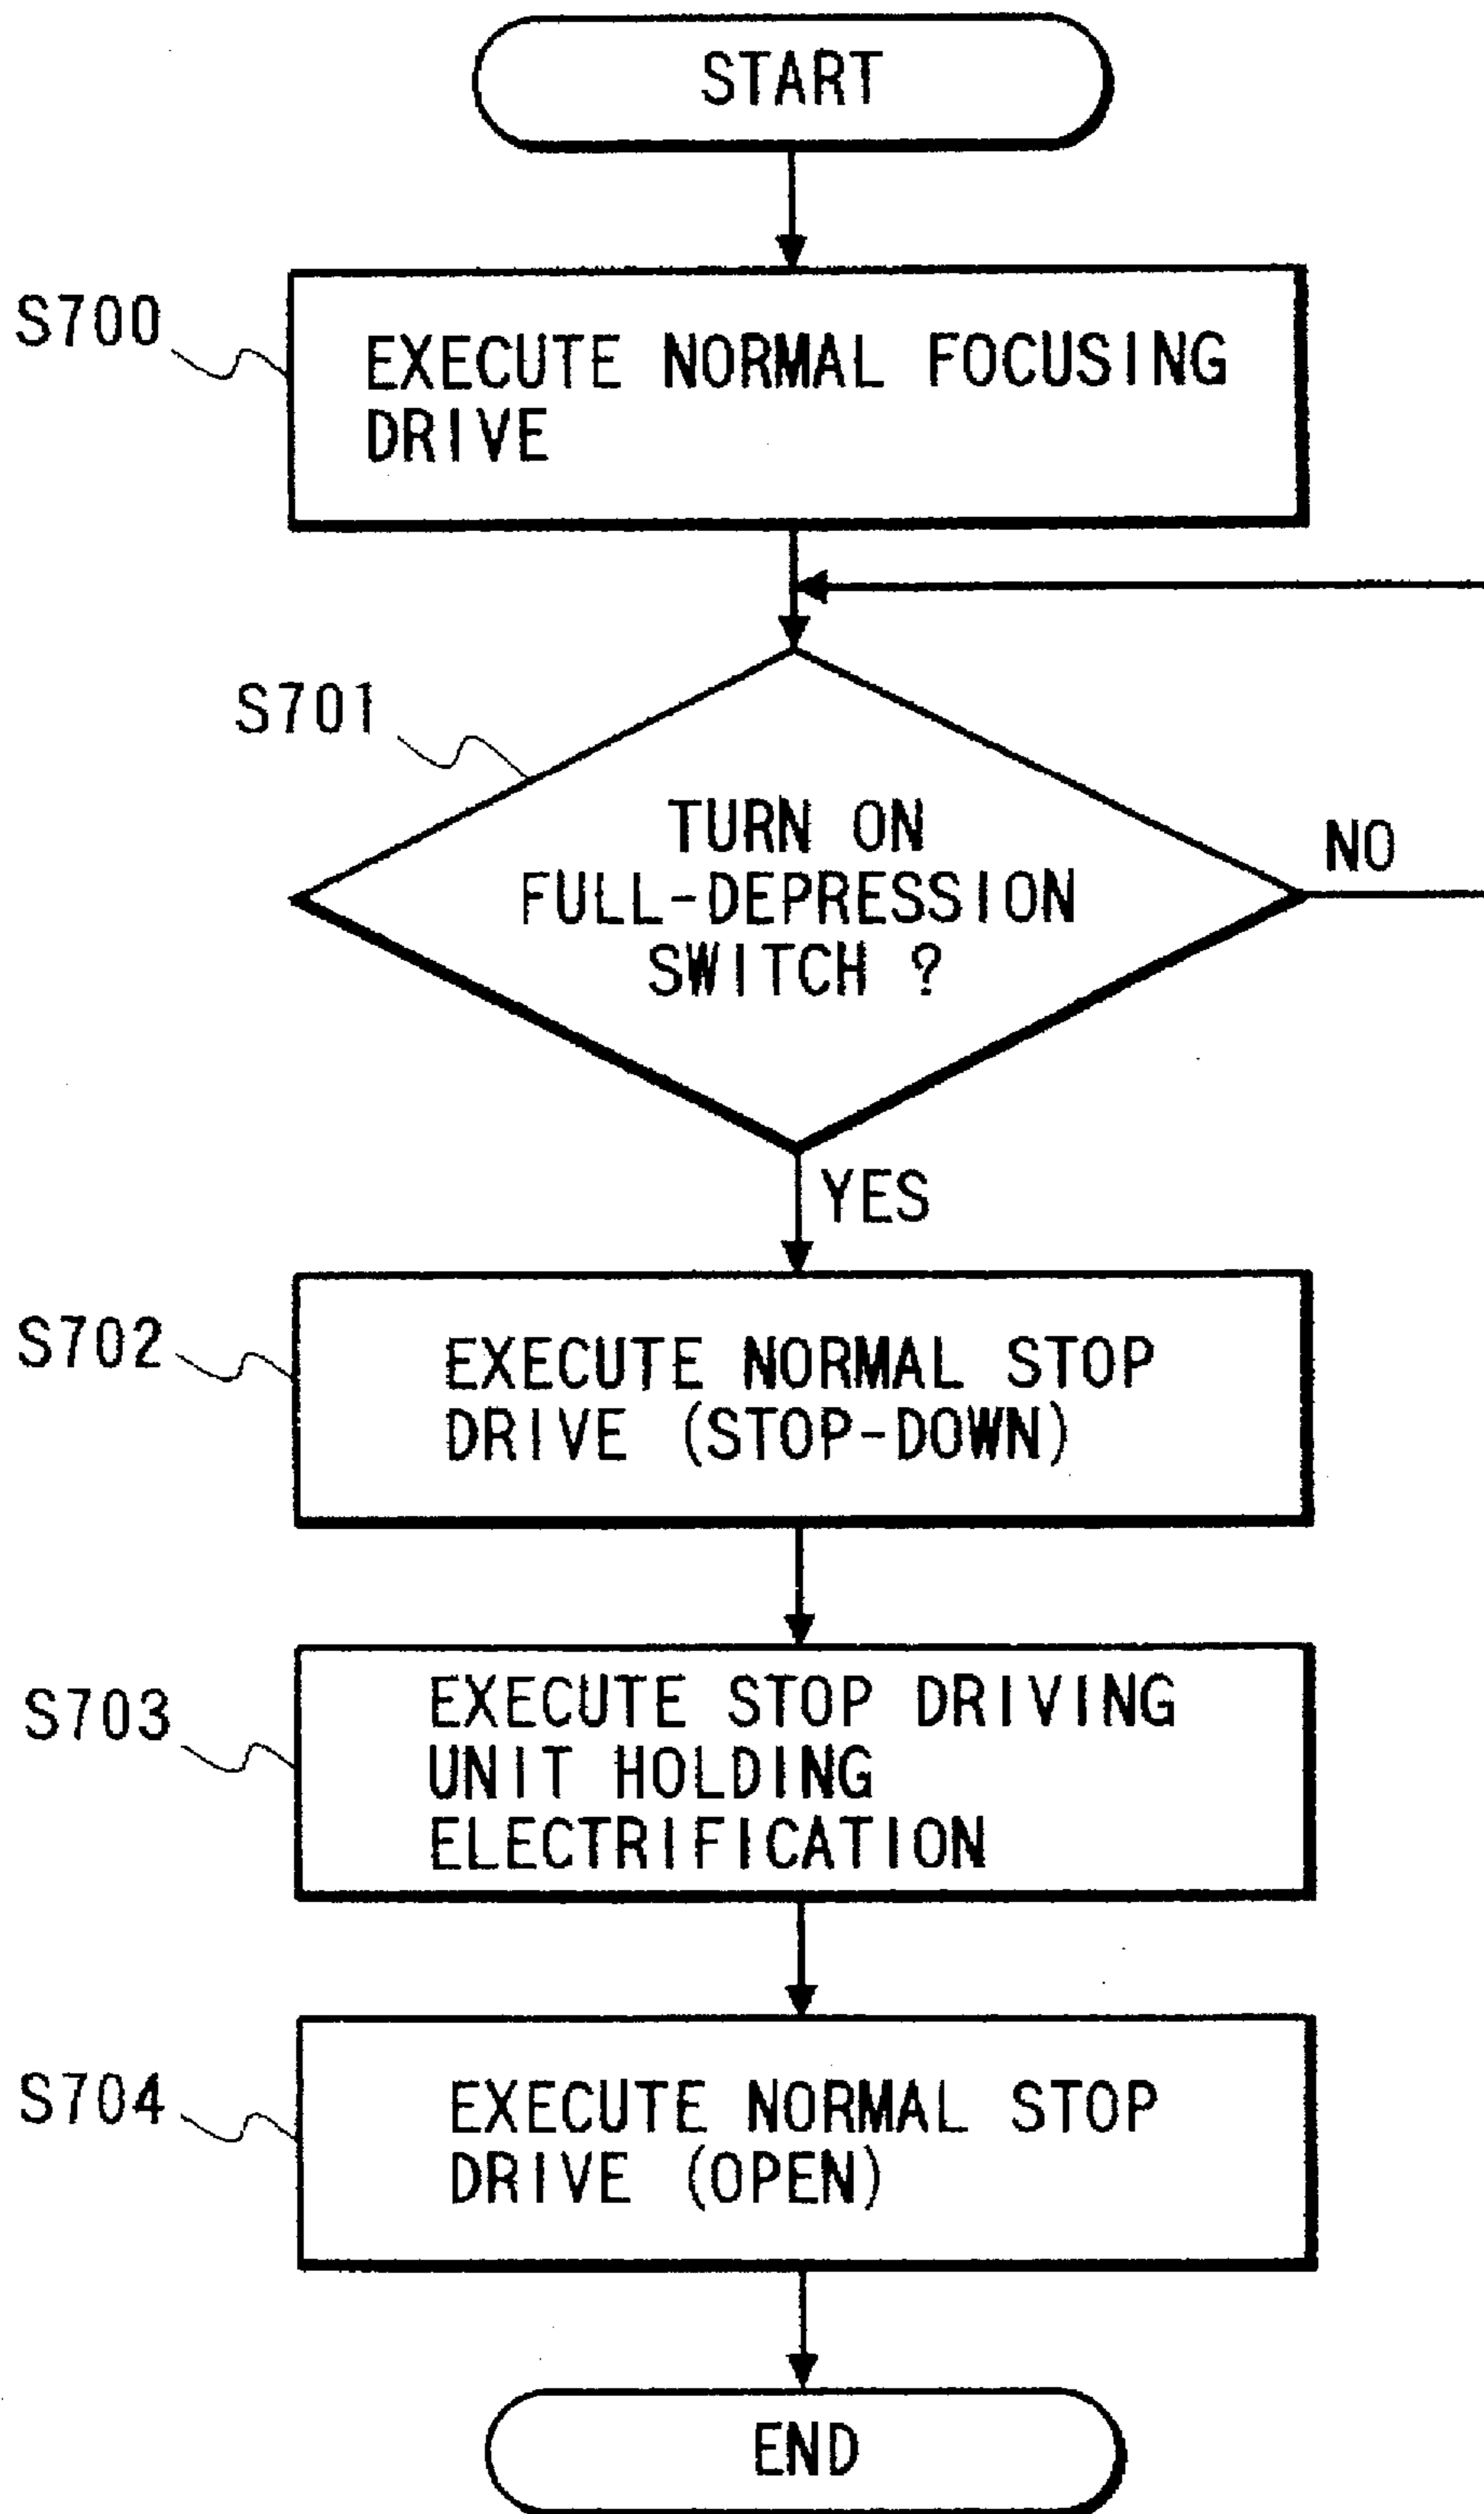 START
S700
EXECUTE NORMAL FOCUSING
DRIVE
S701
TURN ON
FULL-DEPRESSION
SWITCH ?
NO
YES
S702
EXECUTE NORMAL STOP
DRIVE (STOP-DOWN)
S703
EXECUTE STOP DRIVING
UNIT HOLDING
ELECTRIFICATION
S704
EXECUTE NORMAL STOP
DRIVE (OPEN)
END